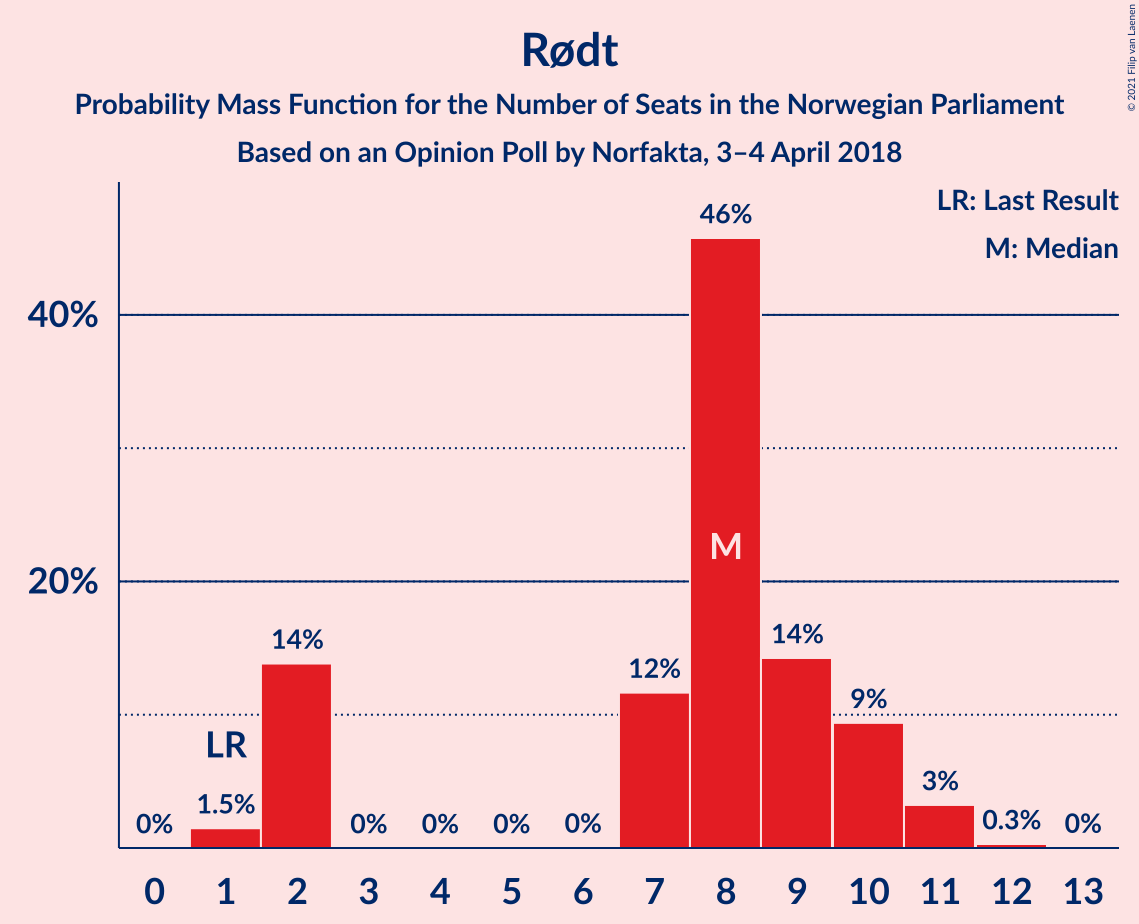 Rødt
Probability Mass Function for the Number of Seats in the Norwegian Parliament
Based on an Opinion Poll by Norfakta, 3–4 April 2018
© 2021 Filip van Laenen
LR: Last Result
M: Median
40%
20%
0%
1.5%
LR
14%
0%
0%
0%
0%
12%
46%
M
14%
9%
3%
0.3%
0%
0 1 2 3 4 5 6 7 8 9 10 11 12 13